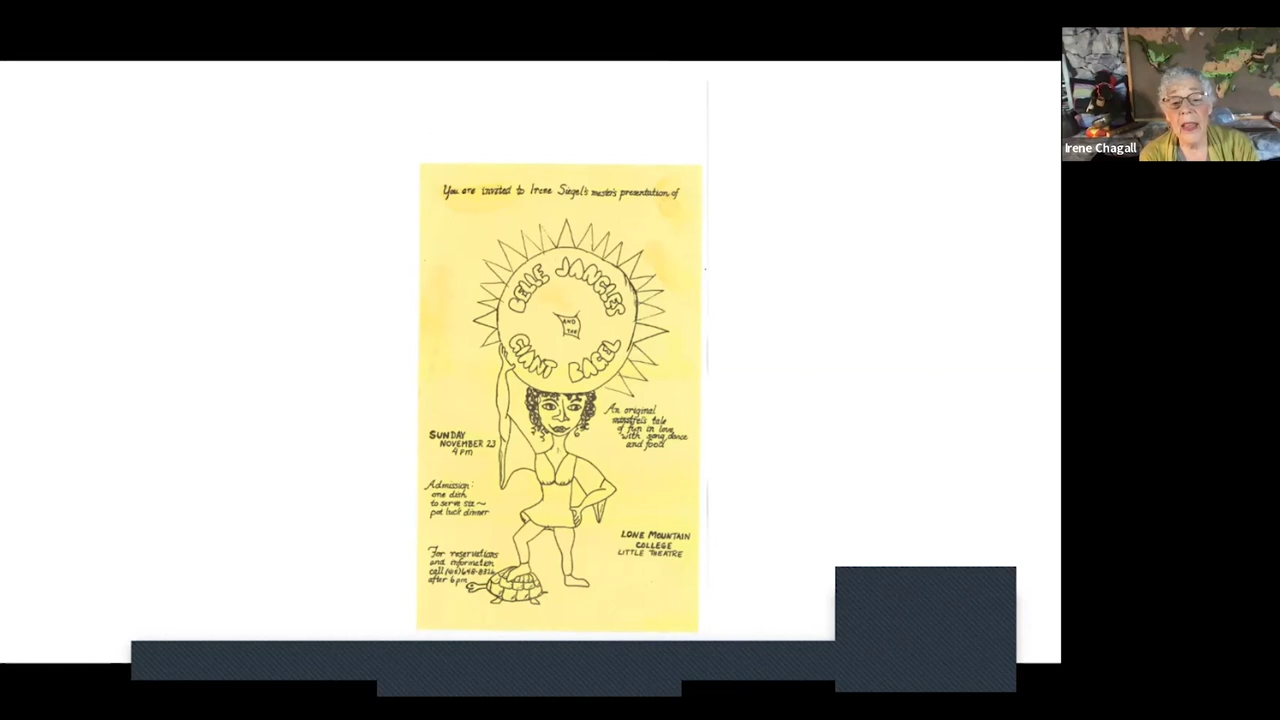 You are invited to Irene Siegel's master's presentation of
BELLE JANGLES
AND
THE
GIANT BAGEL
An original
tale
of fun in love
with song, dance
and food
SUNDAY
NOVEMBER 23
4 PM
Admission:
one dish
to serve six ~
pot luck dinner
LONE MOUNTAIN
COLLEGE
LITTLE THEATRE
For reservations
and information
call
after 6 pm
Irene Chagall